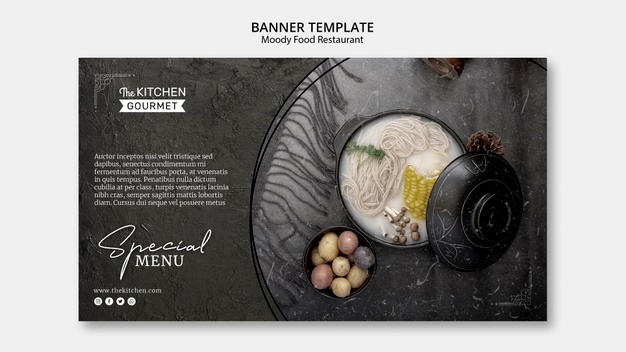 BANNER TEMPLATE
Moody Food Restaurant
The KITCHEN
GOURMET
Auctor inceptos nisi velit tristique sed
dapibus, senectus condimentum mi
fermentum ad faucibus porta, at venenatis
in quis tempus. Penatibus nulla dictum
cubilia at per class, turpis venenatis lacinia
nibh cras, semper sagittis mattis lobortis
diam. Cursus dui neque vel posuere metus
Special
MENU
www.thekitchen.com